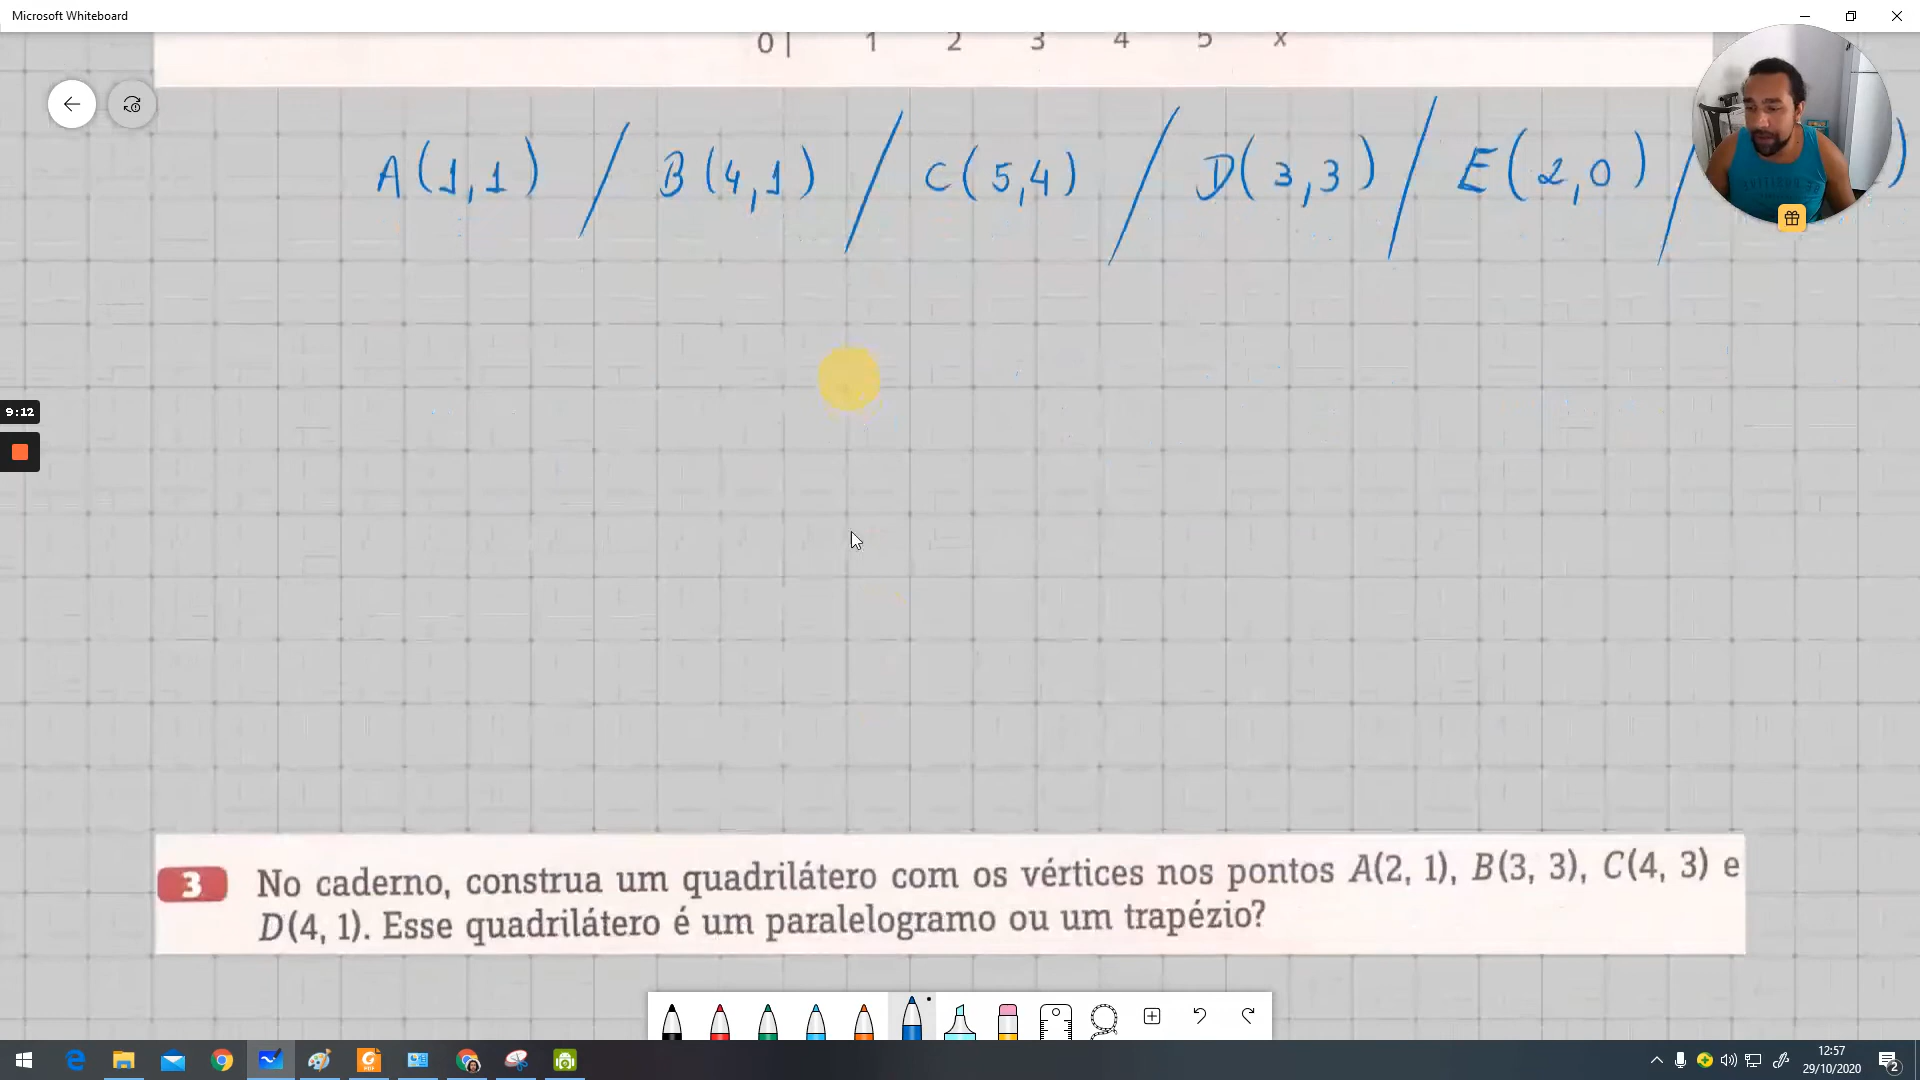 Microsoft Whiteboard
0 1 2 3 4 5 x
A(1,1) / B(4,1) / C(5,4) / D(3,3) / E(2,0) / )
9:12
3 No caderno, construa um quadrilátero com os vértices nos pontos A(2, 1), B(3, 3), C(4, 3) e
D(4, 1). Esse quadrilátero é um paralelogramo ou um trapézio?
12:57
29/10/2020
2